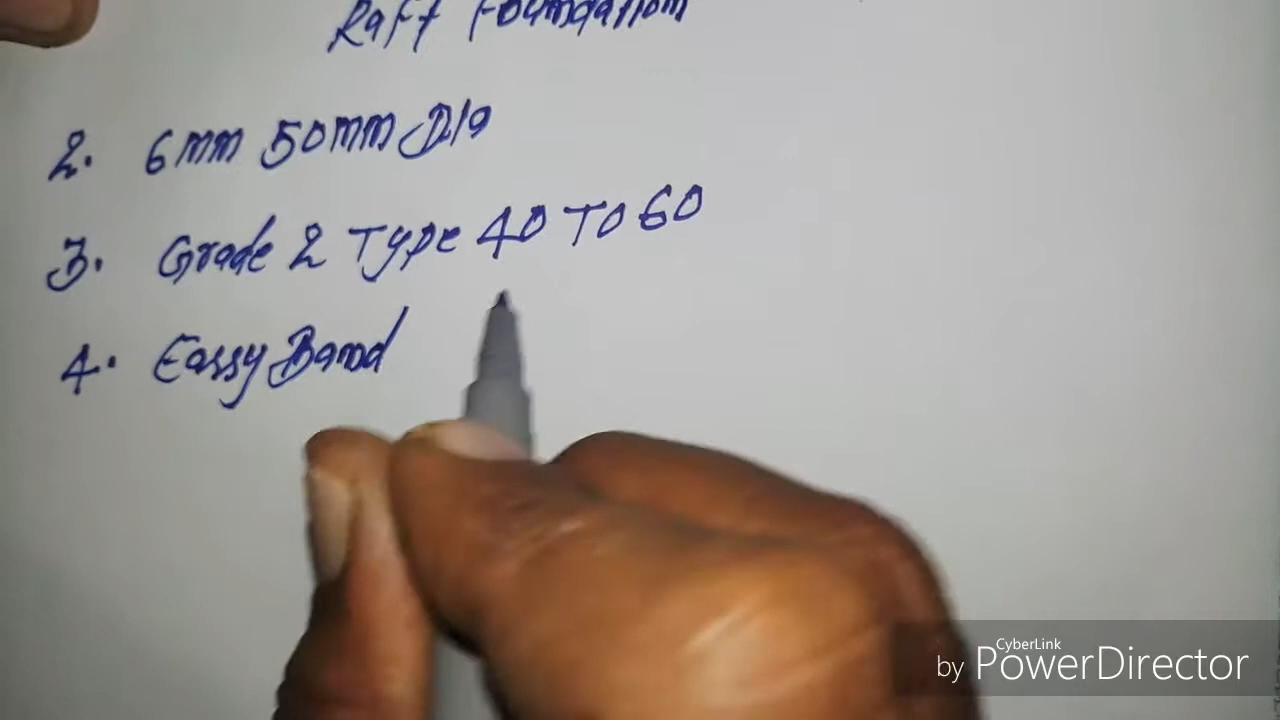 Raft Foundation
2. 6mm 50mm Dia
3. Grade 2 Type 40 TO 60
4. Eassy Band
CyberLink
by PowerDirector